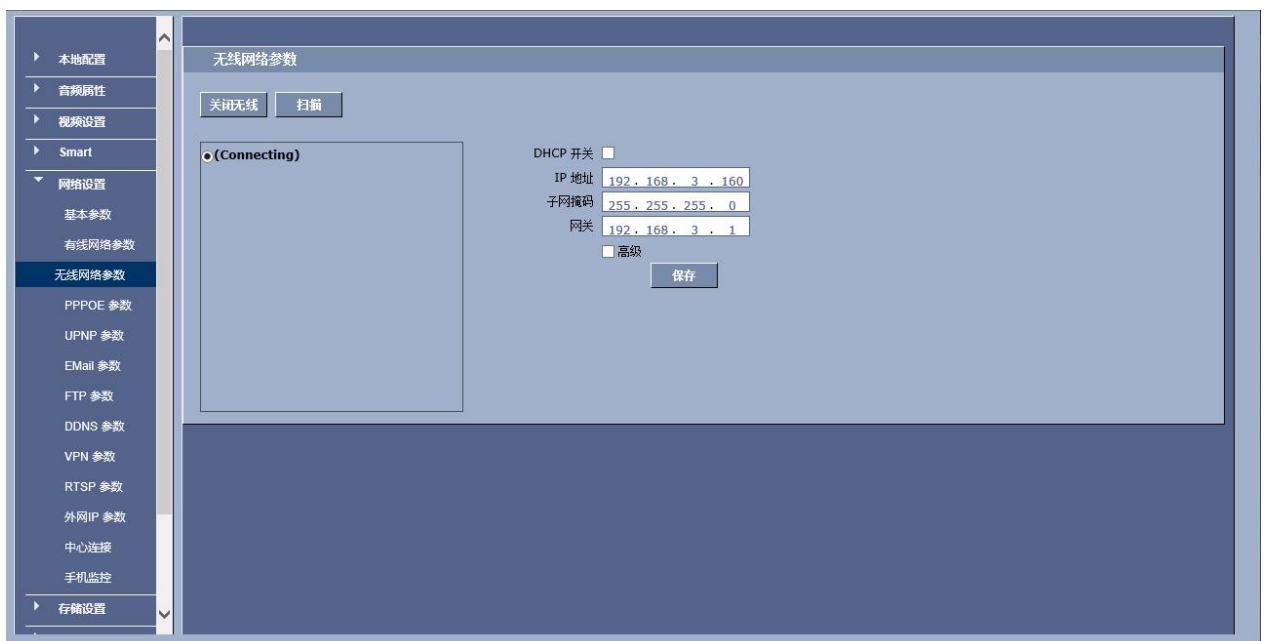 本地配置
音频属性
视频设置
Smart
网络设置
基本参数
有线网络参数
无线网络参数
PPPOE 参数
UPNP 参数
EMail 参数
FTP 参数
DDNS 参数
VPN 参数
RTSP 参数
外网IP 参数
中心连接
手机监控
存储设置
无线网络参数
关闭无线 扫描
(Connecting)
DHCP 开关
IP 地址 192 . 168 . 3 . 160
子网掩码 255 . 255 . 255 . 0
网关 192 . 168 . 3 . 1
高级
保存